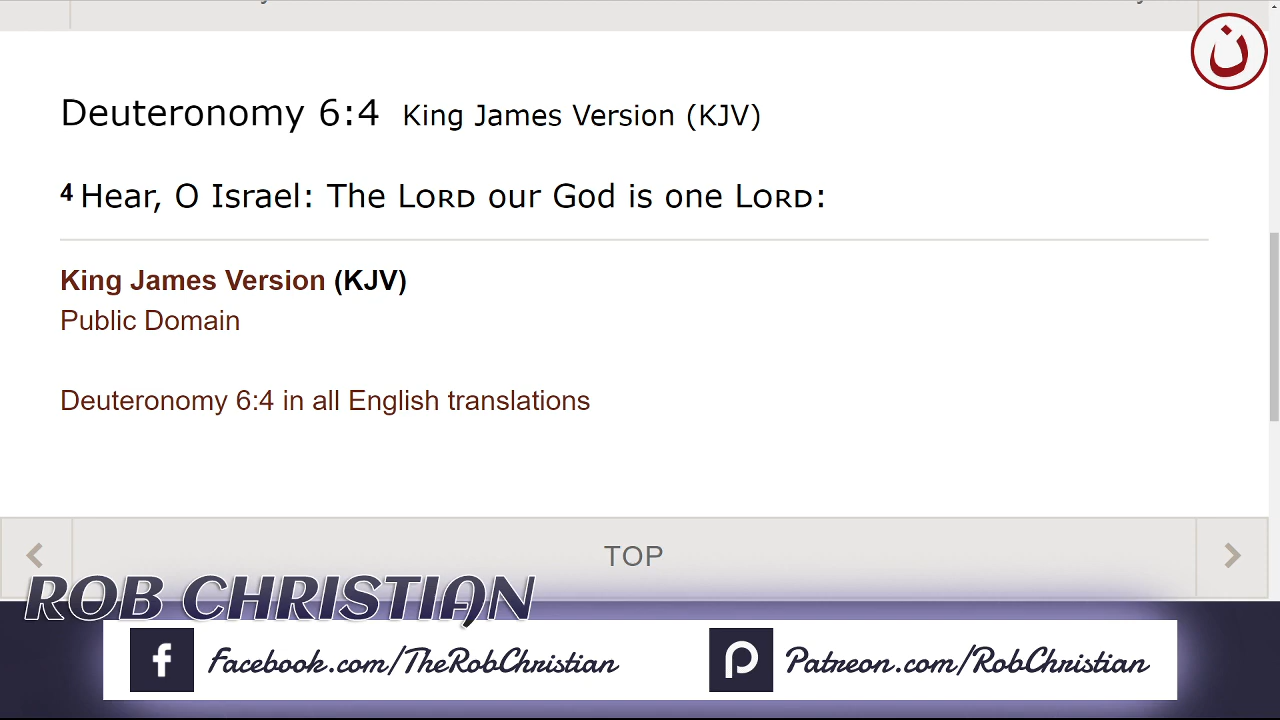 ن
Deuteronomy 6:4 King James Version (KJV)
4 Hear, O Israel: The LORD our God is one LORD:
King James Version (KJV)
Public Domain
Deuteronomy 6:4 in all English translations
TOP
ROB CHRISTIAN
f Facebook.com/TheRobChristian
Patreon.com/RobChristian